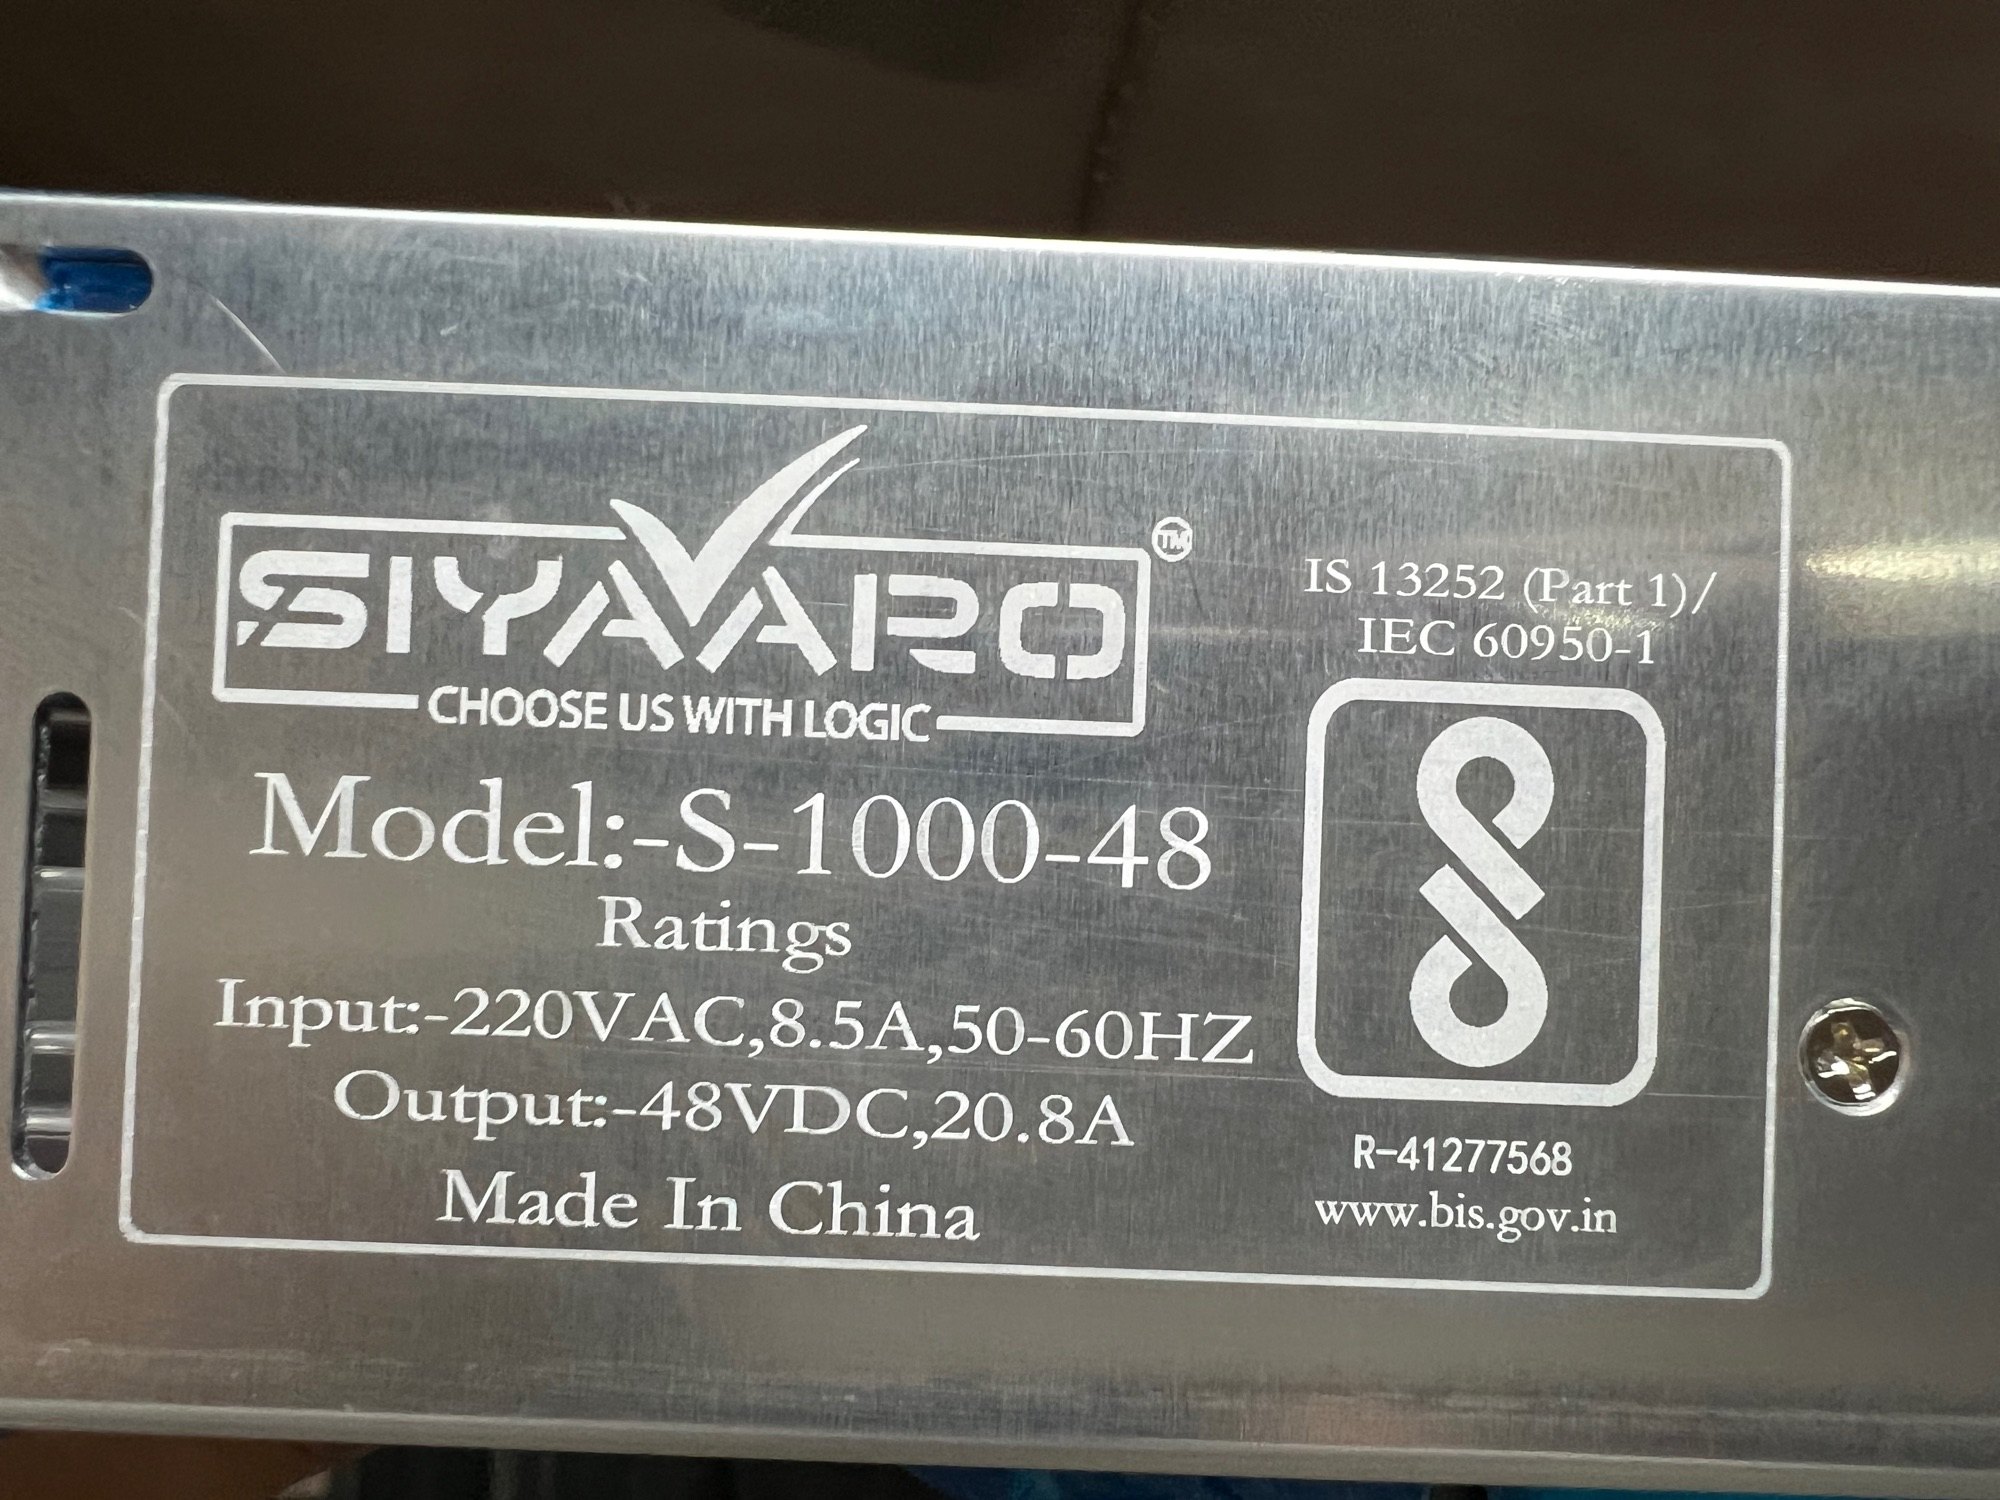 SIYAARO
TM
CHOOSE US WITH LOGIC
Model:-S-1000-48
Ratings
Input:-220VAC,8.5A,50-60HZ
Output:-48VDC,20.8A
Made In China
IS 13252 (Part 1)/
IEC 60950-1
R-41277568
www.bis.gov.in